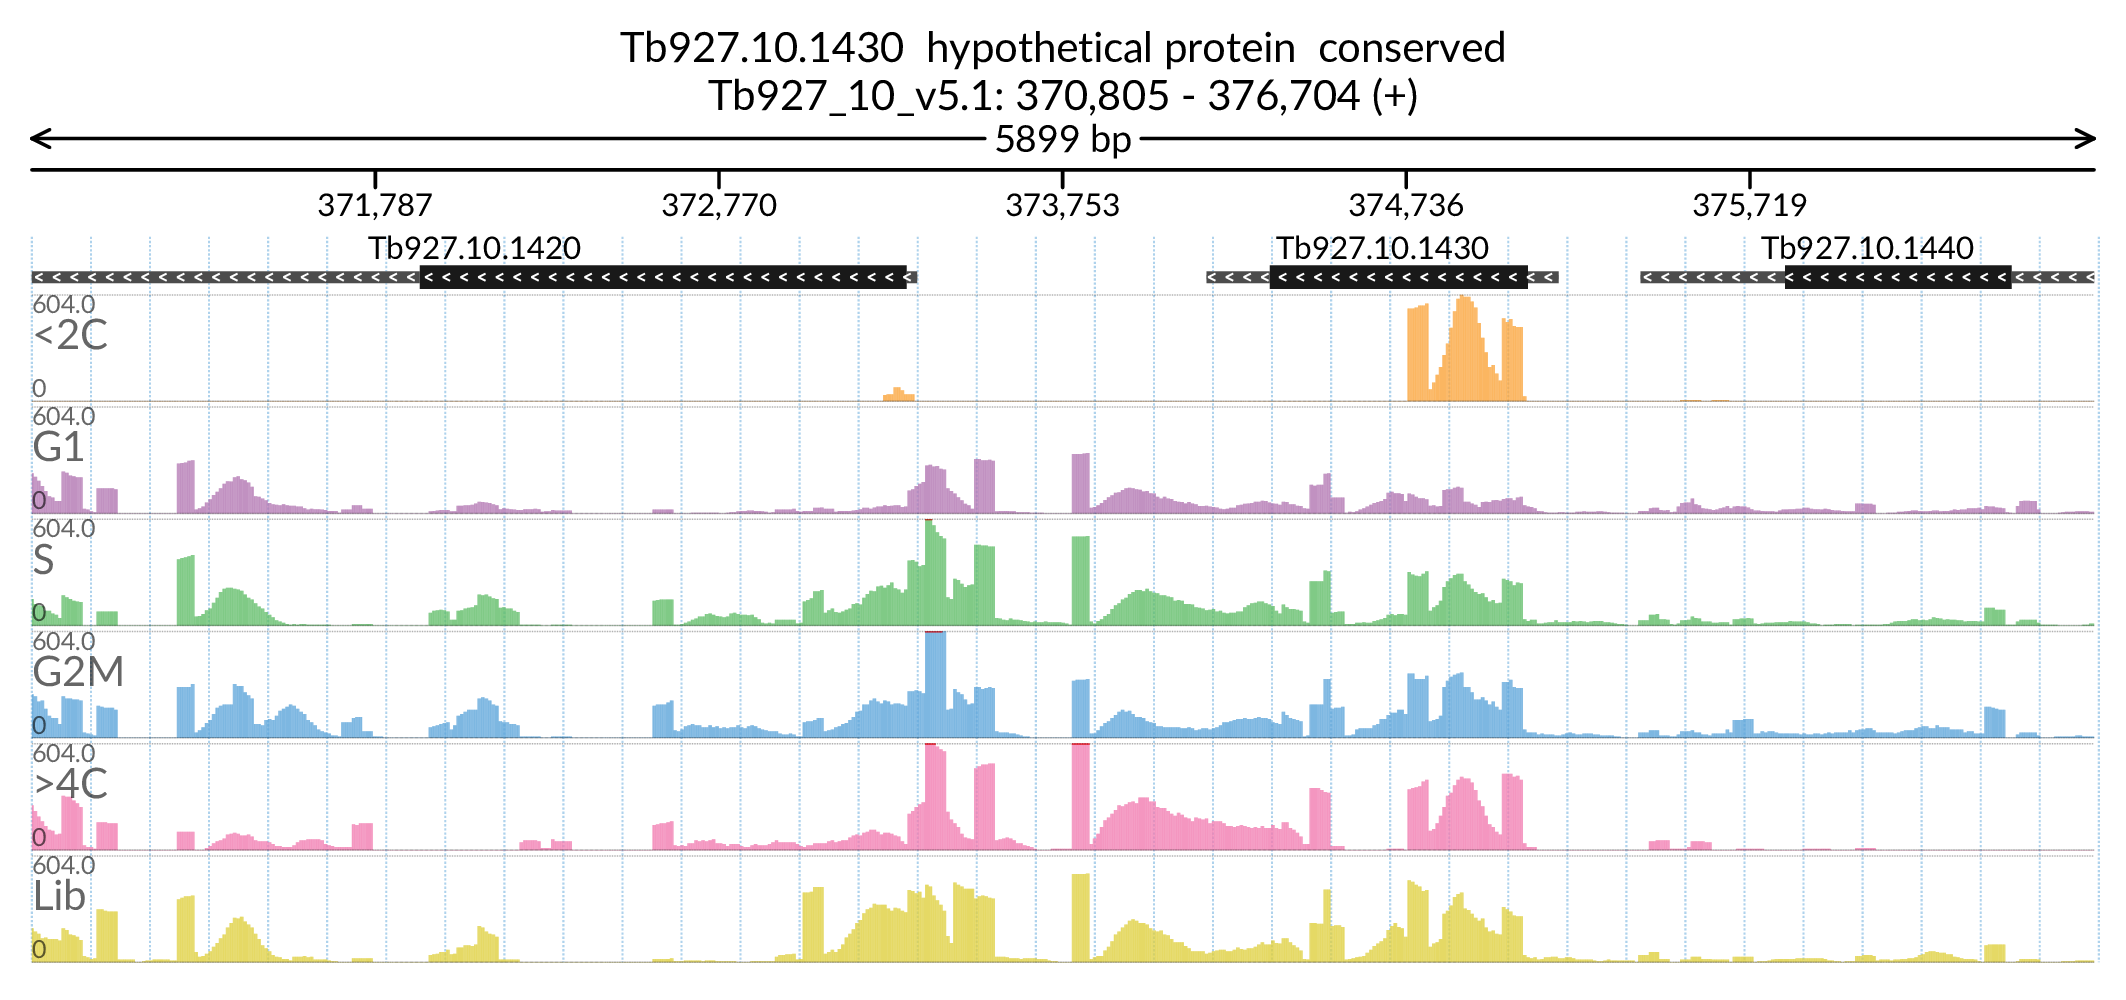 Tb927.10.1430 hypothetical protein conserved
Tb927_10_v5.1: 370,805 - 376,704 (+)
5899 bp
371,787 372,770 373,753 374,736 375,719
Tb927.10.1420 Tb927.10.1430 Tb927.10.1440
604.0
<2C
0
604.0
G1
0
604.0
S
0
604.0
G2M
0
604.0
>4C
0
604.0
Lib
0